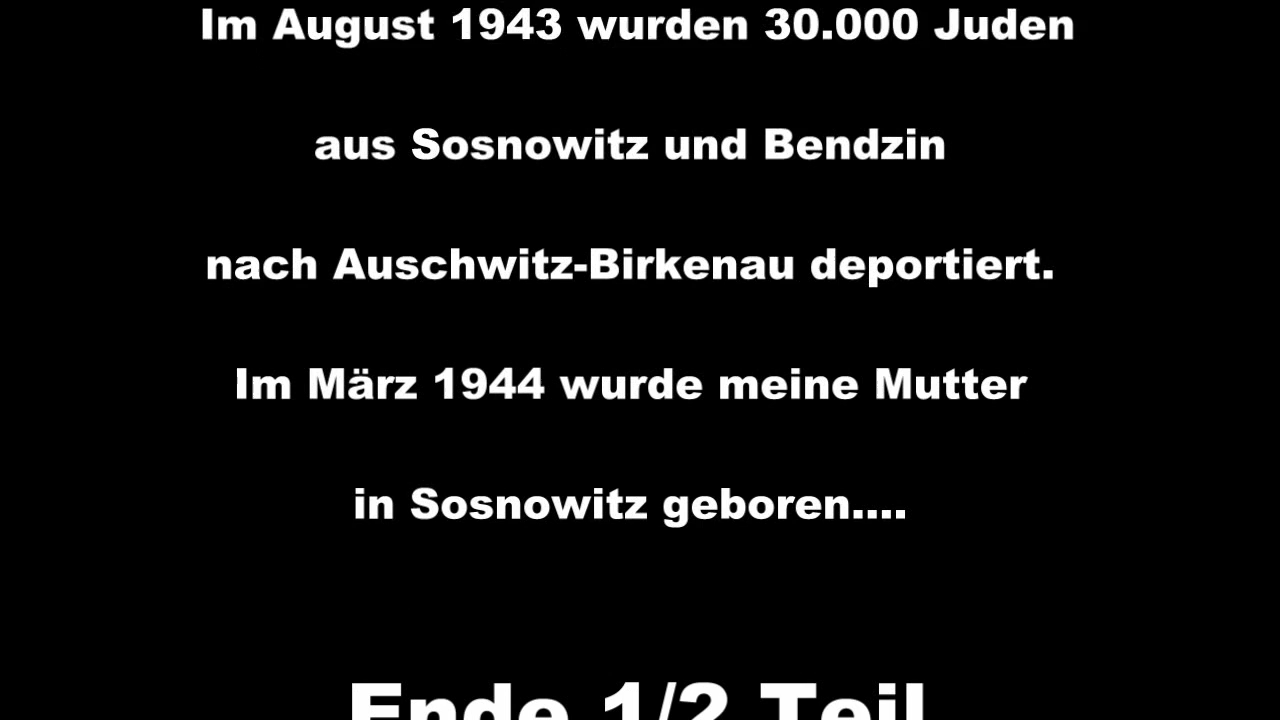 Im August 1943 wurden 30.000 Juden
aus Sosnowitz und Bendzin
nach Auschwitz-Birkenau deportiert.
Im März 1944 wurde meine Mutter
in Sosnowitz geboren....
Ende 1/2 Teil